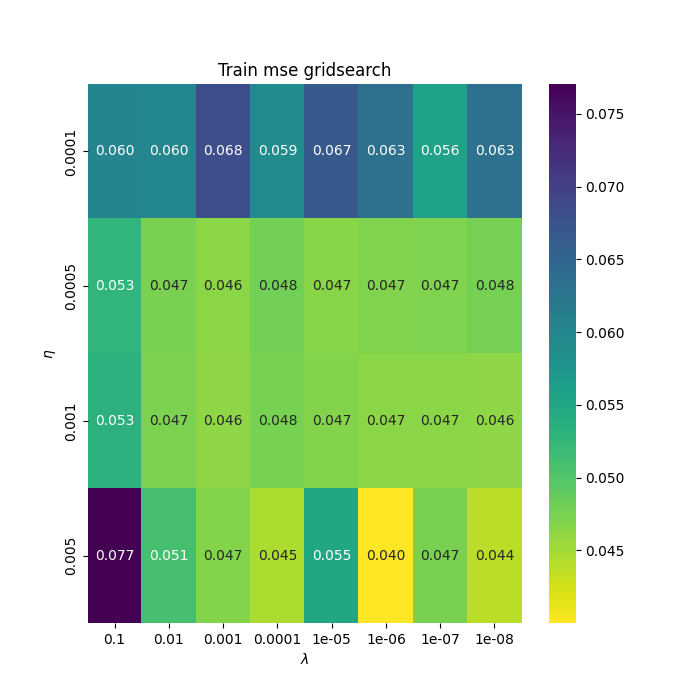 Train mse gridsearch
0.0001 0.060 0.060 0.068 0.059 0.067 0.063 0.056 0.063
0.0005 0.053 0.047 0.046 0.048 0.047 0.047 0.047 0.048
η
0.001 0.053 0.047 0.046 0.048 0.047 0.047 0.047 0.046
0.005 0.077 0.051 0.047 0.045 0.055 0.040 0.047 0.044
0.1 0.01 0.001 0.0001 1e-05 1e-06 1e-07 1e-08
λ
0.075
0.070
0.065
0.060
0.055
0.050
0.045